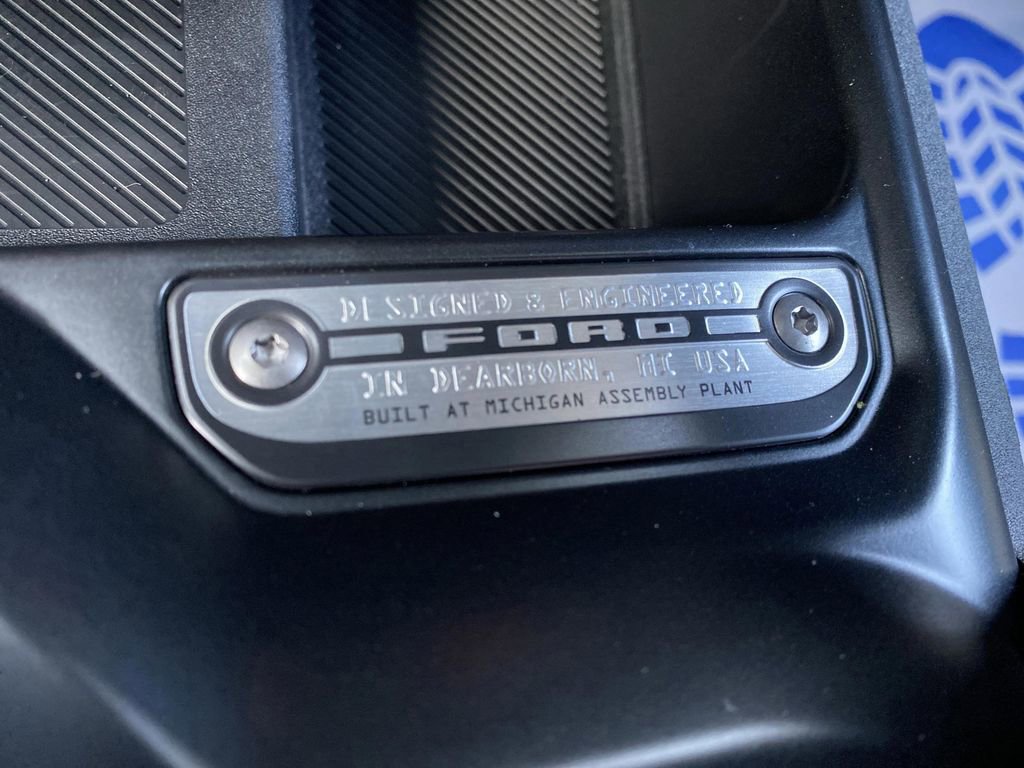 DESIGNED & ENGINEERED
FORD
IN DEARBORN, MI USA
BUILT AT MICHIGAN ASSEMBLY PLANT